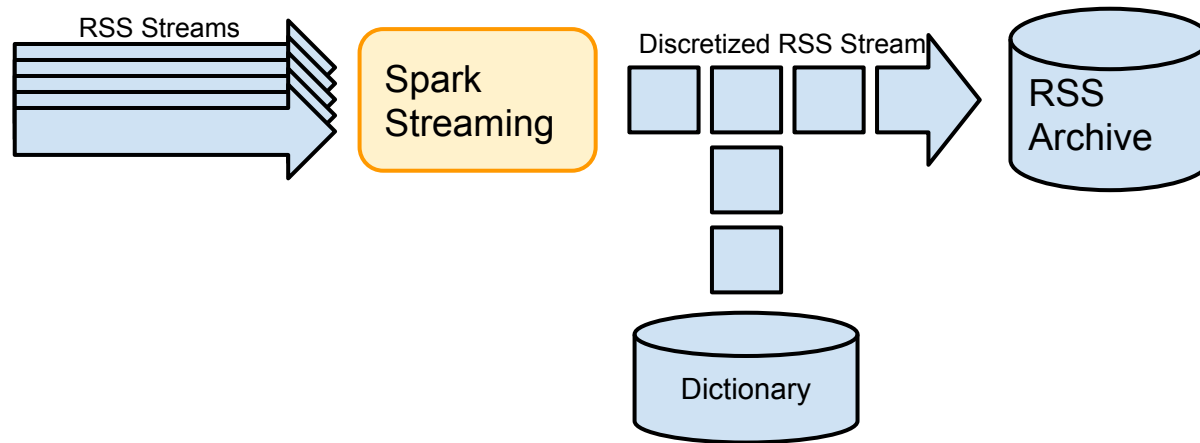 RSS Streams
Spark
Streaming
Discretized RSS Stream
RSS
Archive
Dictionary